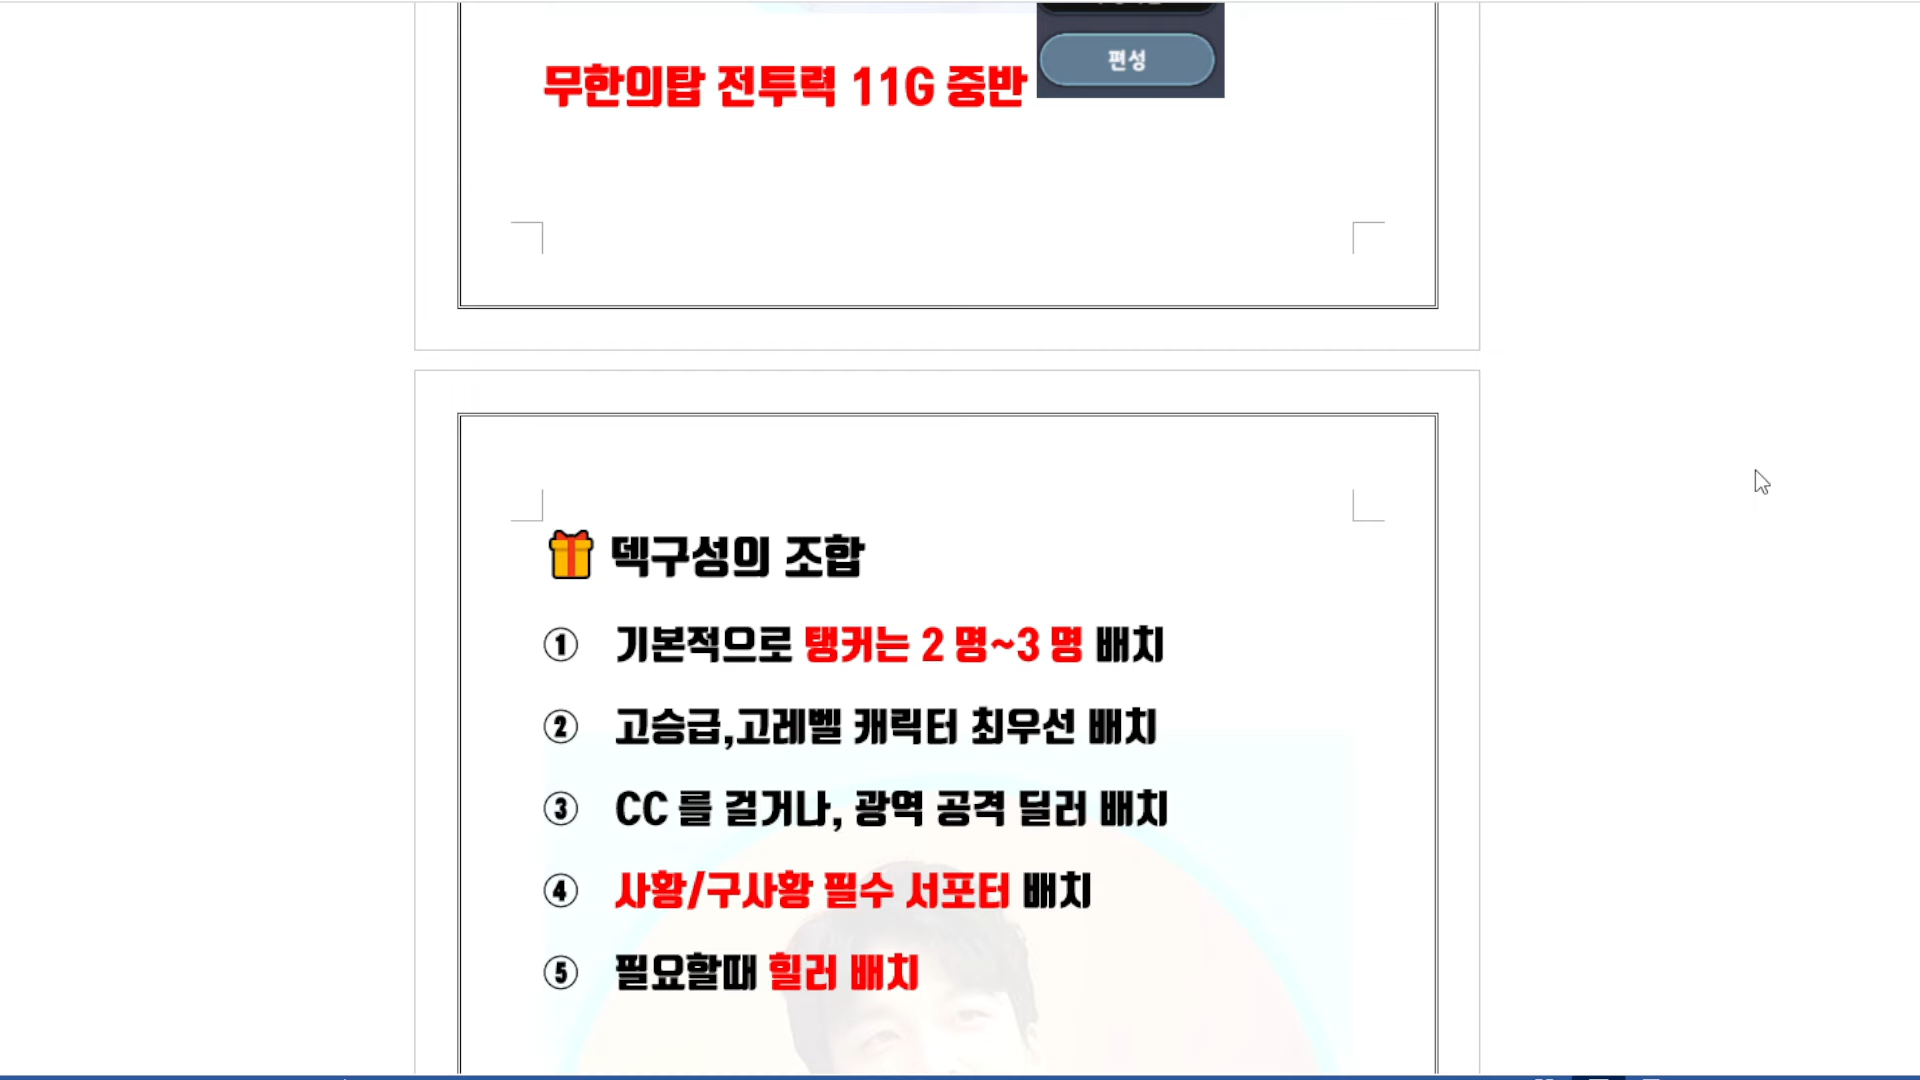 편성
무한의탑 전투력 11G 중반
덱구성의 조합
① 기본적으로 탱커는 2 명~3 명 배치
② 고승급,고레벨 캐릭터 최우선 배치
③ CC 를 걸거나, 광역 공격 딜러 배치
④ 사황/구사황 필수 서포터 배치
⑤ 필요할때 힐러 배치